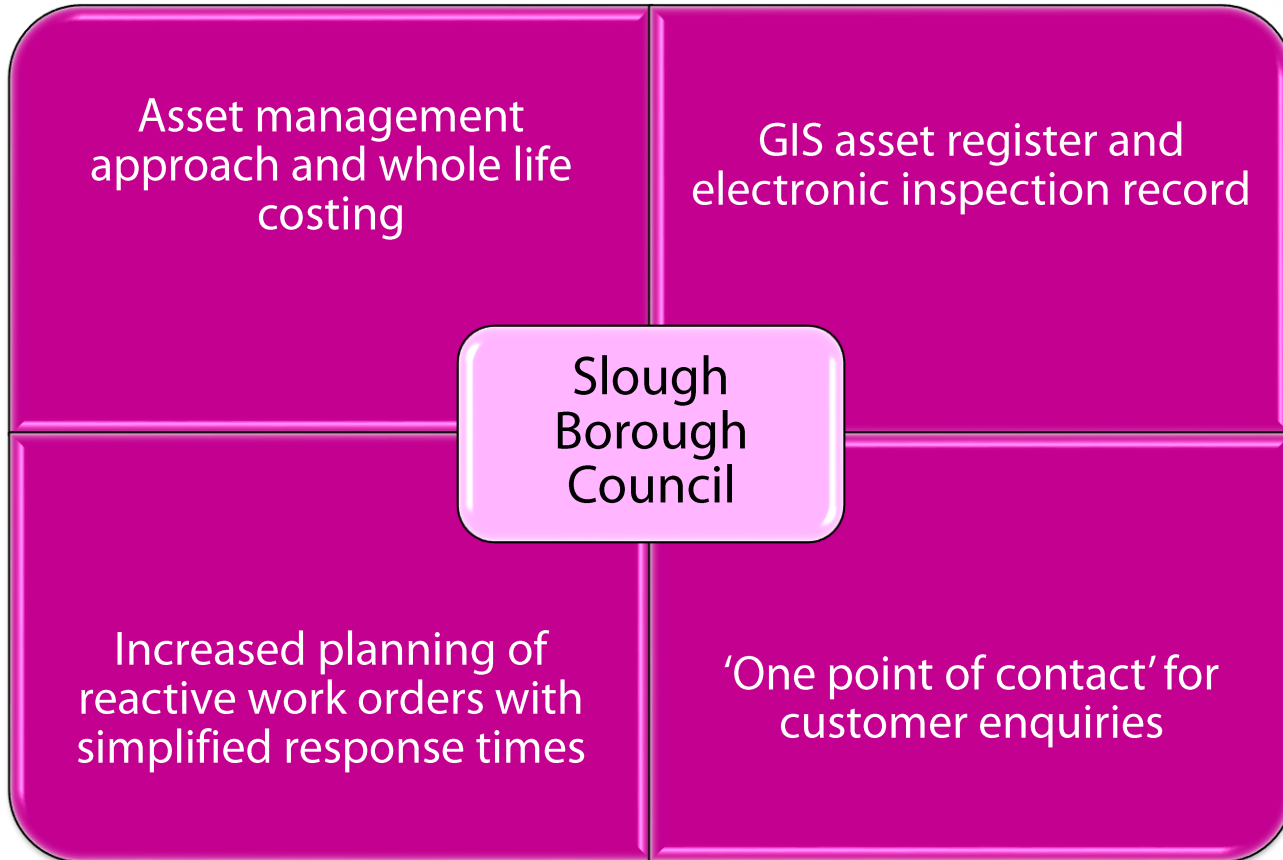 Asset management
approach and whole life
costing
GIS asset register and
electronic inspection record
Slough
Borough
Council
Increased planning of
reactive work orders with
simplified response times
‘One point of contact’ for
customer enquiries